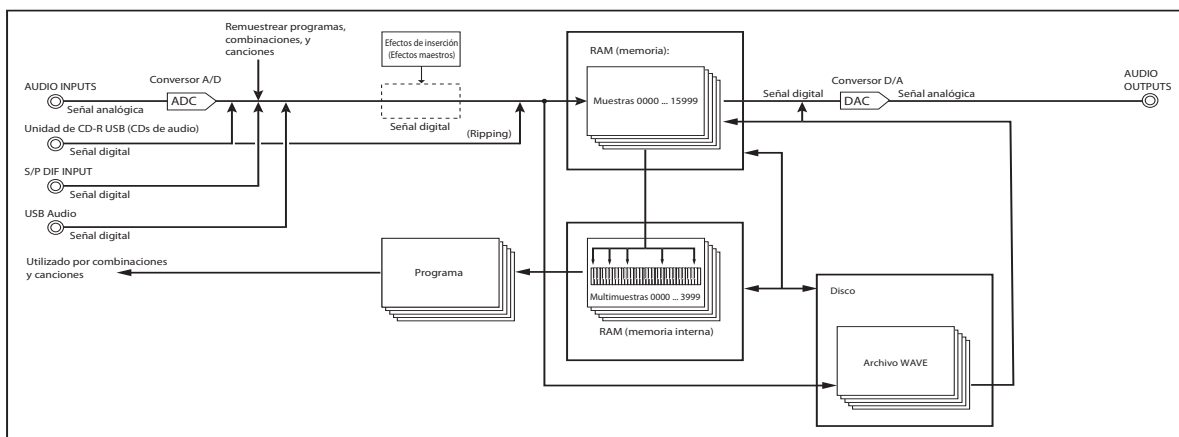 Remuestrear programas,
combinaciones, y
canciones
Efectos de inserción
(Efectos maestros)
RAM (memoria):
AUDIO INPUTS
Conversor A/D
ADC
Señal analógica
Señal digital
(Ripping)
Muestras 0000 ... 15999
Señal digital
Conversor D/A
DAC
Señal analógica
AUDIO
OUTPUTS
Unidad de CD-R USB (CDs de audio)
Señal digital
S/P DIF INPUT
Señal digital
USB Audio
Señal digital
Utilizado por combinaciones
y canciones
Programa
Multimuestras 0000 ... 3999
RAM (memoria interna)
Disco
Archivo WAVE